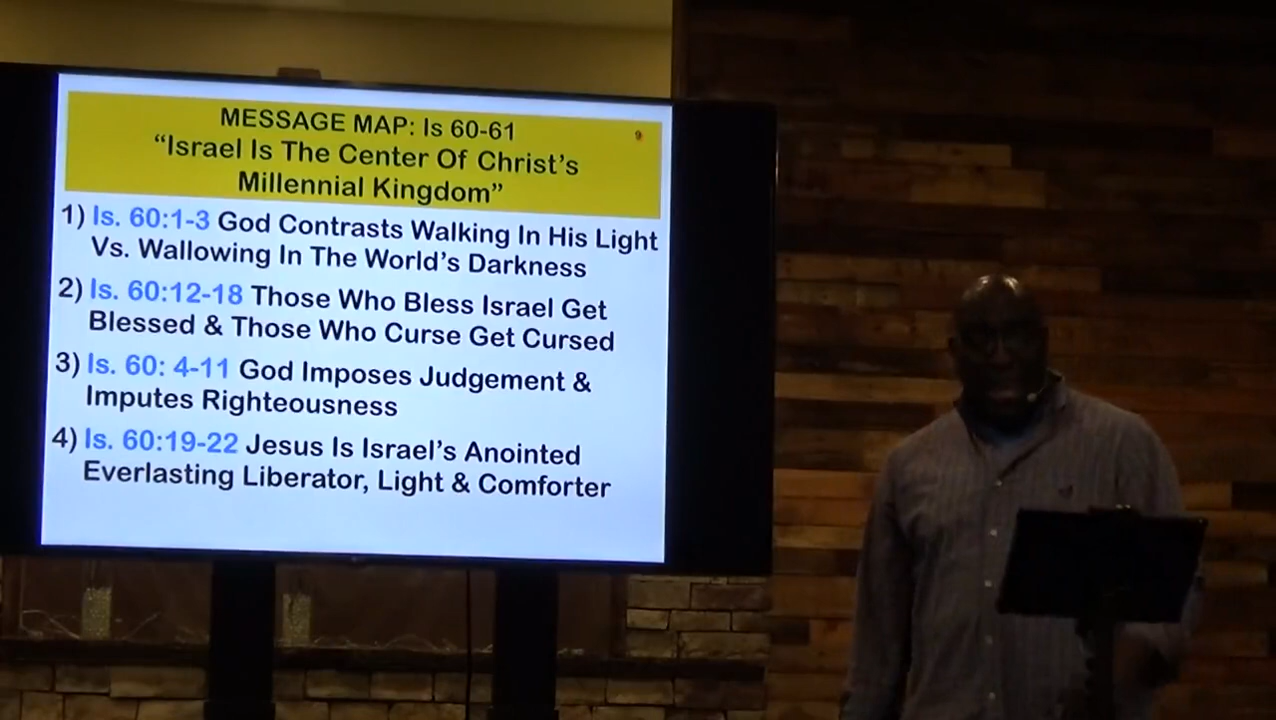 MESSAGE MAP: Is 60-61
9
“Israel Is The Center Of Christ’s
Millennial Kingdom”
1) Is. 60:1-3 God Contrasts Walking In His Light
Vs. Wallowing In The World’s Darkness
2) Is. 60:12-18 Those Who Bless Israel Get
Blessed & Those Who Curse Get Cursed
3) Is. 60: 4-11 God Imposes Judgement &
Imputes Righteousness
4) Is. 60:19-22 Jesus Is Israel’s Anointed
Everlasting Liberator, Light & Comforter